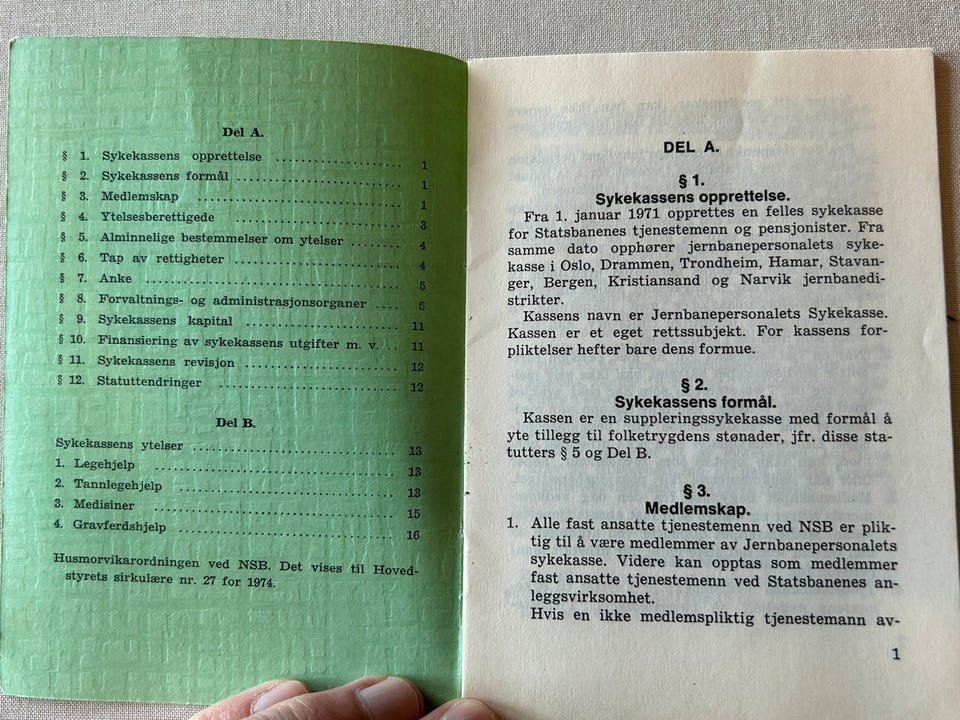 Del A.
§ 1. Sykekassens opprettelse .............................. 1
§ 2. Sykekassens formål .............................. 1
§ 3. Medlemskap .............................. 1
§ 4. Ytelsesberettigede .............................. 3
§ 5. Alminnelige bestemmelser om ytelser .............. 4
§ 6. Tap av rettigheter .............................. 4
§ 7. Anke .............................. 5
§ 8. Forvaltnings- og administrasjonsorganer .... 5
§ 9. Sykekassens kapital .............................. 11
§ 10. Finansiering av sykekassens utgifter m. v. .. 11
§ 11. Sykekassens revisjon .............................. 12
§ 12. Statuttendringer .............................. 12
Del B.
Sykekassens ytelser .............................. 13
1. Legehjelp .............................. 13
2. Tannlegehjelp .............................. 13
3. Medisiner .............................. 15
4. Gravferdshjelp .............................. 16
Husmorvikarordningen ved NSB. Det vises til Hoved-
styrets sirkulære nr. 27 for 1974.
DEL A.
§ 1.
Sykekassens opprettelse.
Fra 1. januar 1971 opprettes en felles sykekasse
for Statsbanenes tjenestemenn og pensjonister. Fra
samme dato opphører jernbanepersonalets syke-
kasse i Oslo, Drammen, Trondheim, Hamar, Stavan-
ger, Bergen, Kristiansand og Narvik jernbanedi-
strikter.
Kassens navn er Jernbanepersonalets Sykekasse.
Kassen er et eget rettssubjekt. For kassens for-
pliktelser hefter bare dens formue.
§ 2.
Sykekassens formål.
Kassen er en suppleringssykekasse med formål å
yte tillegg til folketrygdens stønader, jfr. disse sta-
tutters § 5 og Del B.
§ 3.
Medlemskap.
1. Alle fast ansatte tjenestemenn ved NSB er plik-
tig til å være medlemmer av Jernbanepersonalets
sykekasse. Videre kan opptas som medlemmer
fast ansatte tjenestemenn ved Statsbanenes an-
leggsvirksomhet.
Hvis en ikke medlemspliktig tjenestemann av-
1